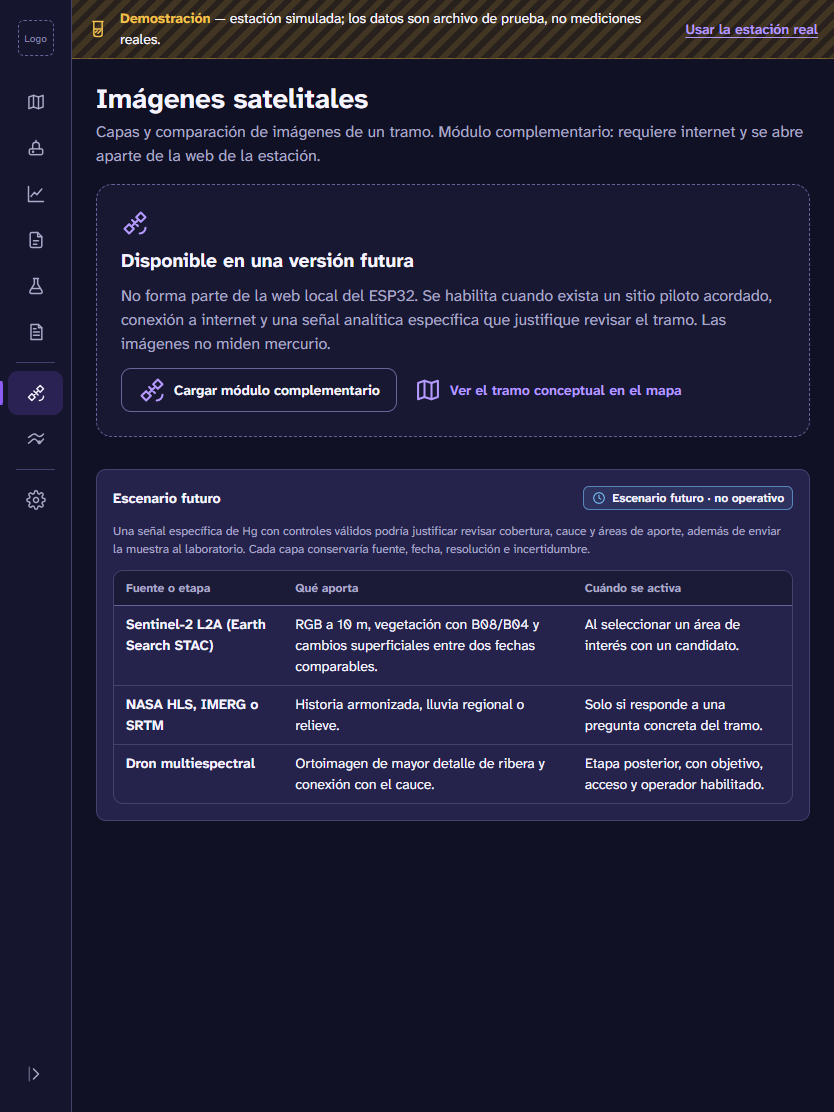 Logo
Demostración — estación simulada; los datos son archivo de prueba, no mediciones
reales.
Usar la estación real
Imágenes satelitales
Capas y comparación de imágenes de un tramo. Módulo complementario: requiere internet y se abre
aparte de la web de la estación.
Disponible en una versión futura
No forma parte de la web local del ESP32. Se habilita cuando exista un sitio piloto acordado,
conexión a internet y una señal analítica específica que justifique revisar el tramo. Las
imágenes no miden mercurio.
Cargar módulo complementario
Ver el tramo conceptual en el mapa
Escenario futuro
Escenario futuro · no operativo
Una señal específica de Hg con controles válidos podría justificar revisar cobertura, cauce y áreas de aporte, además de enviar
la muestra al laboratorio. Cada capa conservaría fuente, fecha, resolución e incertidumbre.
Fuente o etapa
Qué aporta
Cuándo se activa
Sentinel-2 L2A (Earth
Search STAC)
RGB a 10 m, vegetación con B08/B04 y
cambios superficiales entre dos fechas
comparables.
Al seleccionar un área de
interés con un candidato.
NASA HLS, IMERG o
SRTM
Historia armonizada, lluvia regional o
relieve.
Solo si responde a una
pregunta concreta del tramo.
Dron multiespectral
Ortoimagen de mayor detalle de ribera y
conexión con el cauce.
Etapa posterior, con objetivo,
acceso y operador habilitado.